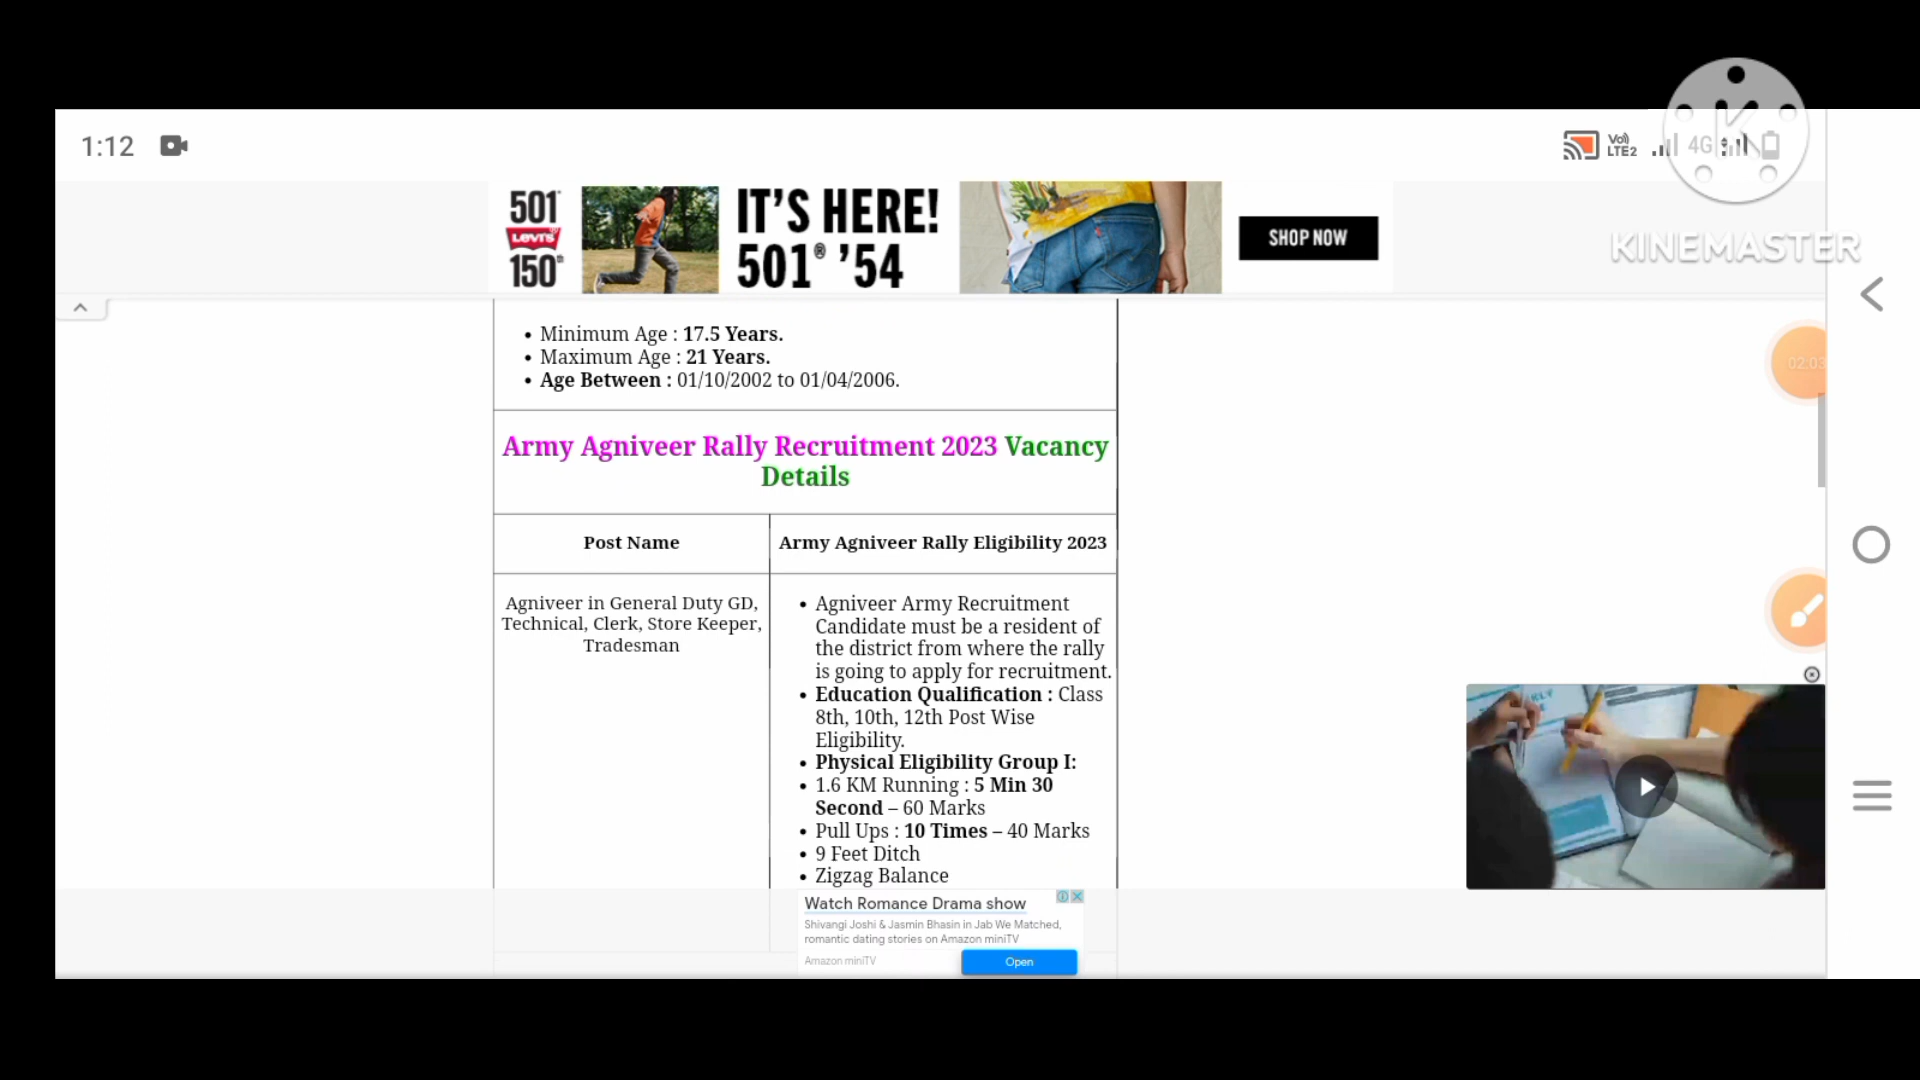 1:12
Vo)
LTE2
4G
KINEMASTER
501®
Levi's
150th
IT'S HERE!
501® '54
SHOP NOW
• Minimum Age : 17.5 Years.
• Maximum Age : 21 Years.
• Age Between : 01/10/2002 to 01/04/2006.
02:03
Army Agniveer Rally Recruitment 2023 Vacancy
Details
Post Name
Army Agniveer Rally Eligibility 2023
Agniveer in General Duty GD,
Technical, Clerk, Store Keeper,
Tradesman
• Agniveer Army Recruitment
Candidate must be a resident of
the district from where the rally
is going to apply for recruitment.
• Education Qualification : Class
8th, 10th, 12th Post Wise
Eligibility.
• Physical Eligibility Group I:
• 1.6 KM Running : 5 Min 30
Second – 60 Marks
• Pull Ups : 10 Times – 40 Marks
• 9 Feet Ditch
• Zigzag Balance
Watch Romance Drama show
Shivangi Joshi & Jasmin Bhasin in Jab We Matched,
romantic dating stories on Amazon miniTV
Amazon miniTV
Open